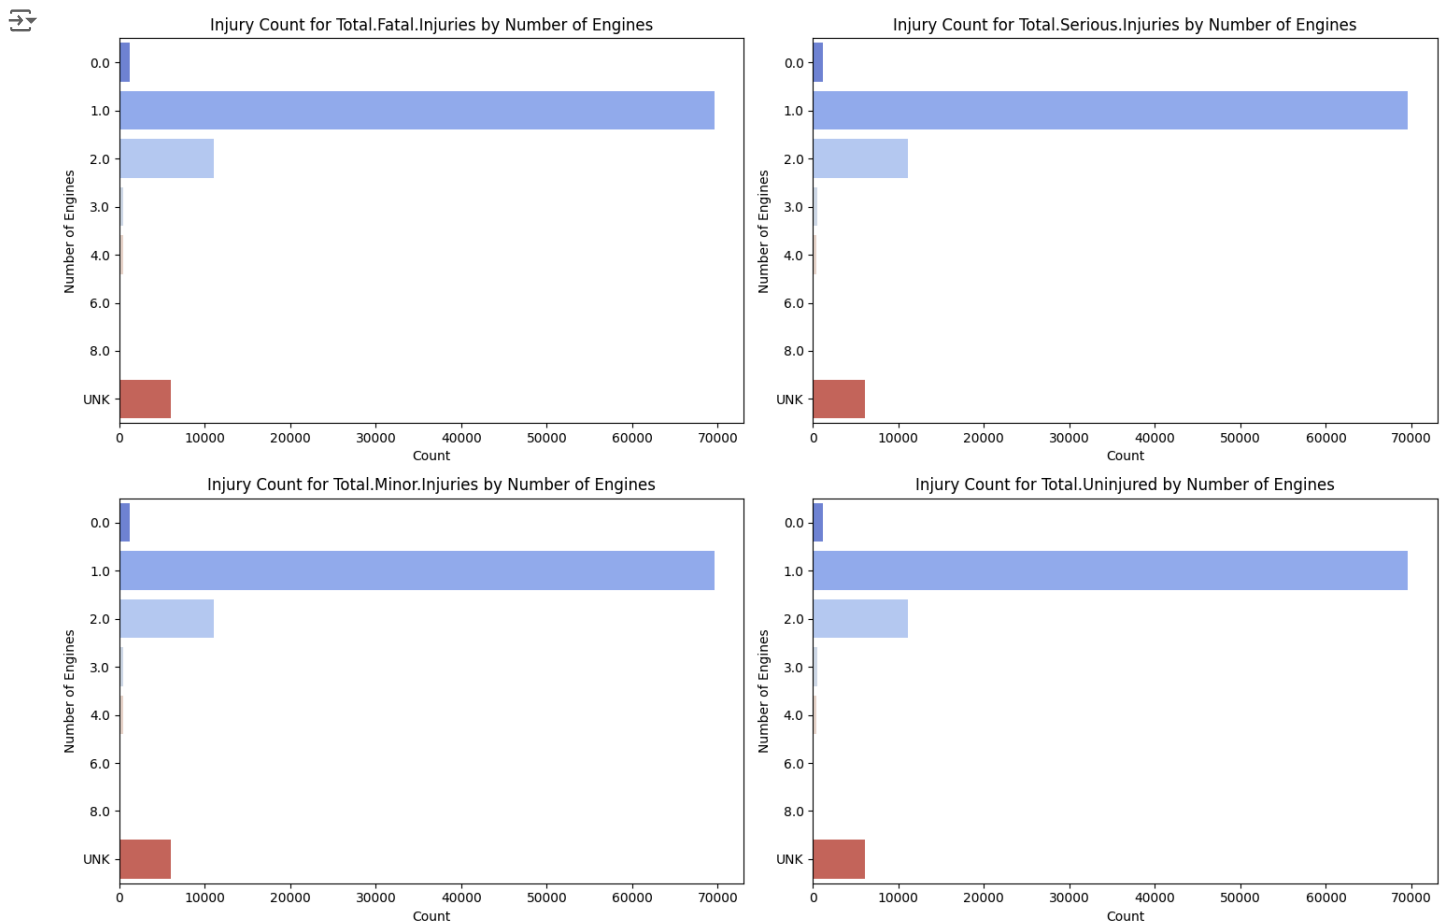 Injury Count for Total.Fatal.Injuries by Number of Engines
Number of Engines
0.0
1.0
2.0
3.0
4.0
6.0
8.0
UNK
0 10000 20000 30000 40000 50000 60000 70000
Count
Injury Count for Total.Serious.Injuries by Number of Engines
Number of Engines
0.0
1.0
2.0
3.0
4.0
6.0
8.0
UNK
0 10000 20000 30000 40000 50000 60000 70000
Count
Injury Count for Total.Minor.Injuries by Number of Engines
Number of Engines
0.0
1.0
2.0
3.0
4.0
6.0
8.0
UNK
0 10000 20000 30000 40000 50000 60000 70000
Count
Injury Count for Total.Uninjured by Number of Engines
Number of Engines
0.0
1.0
2.0
3.0
4.0
6.0
8.0
UNK
0 10000 20000 30000 40000 50000 60000 70000
Count